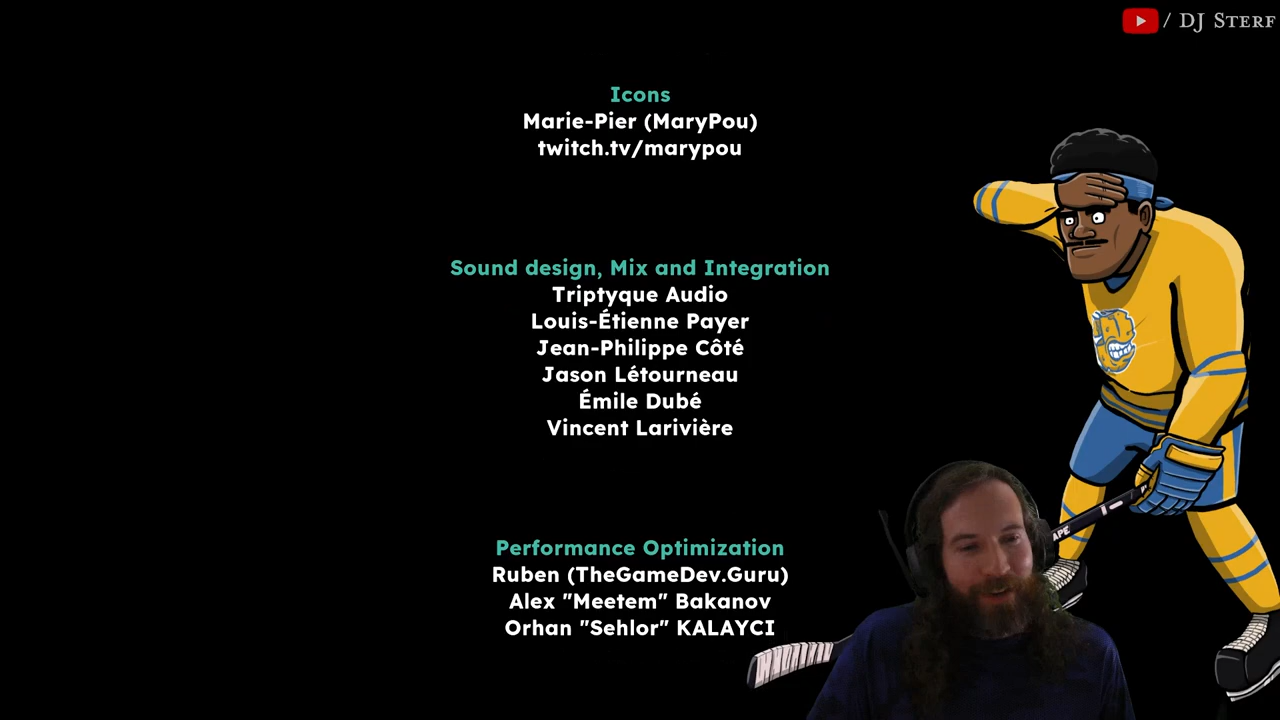 / DJ Sterf
Icons
Marie-Pier (MaryPou)
twitch.tv/marypou
Sound design, Mix and Integration
Triptyque Audio
Louis-Étienne Payer
Jean-Philippe Côté
Jason Létourneau
Émile Dubé
Vincent Larivière
Performance Optimization
Ruben (TheGameDev.Guru)
Alex "Meetem" Bakanov
Orhan "Sehlor" KALAYCI
APE